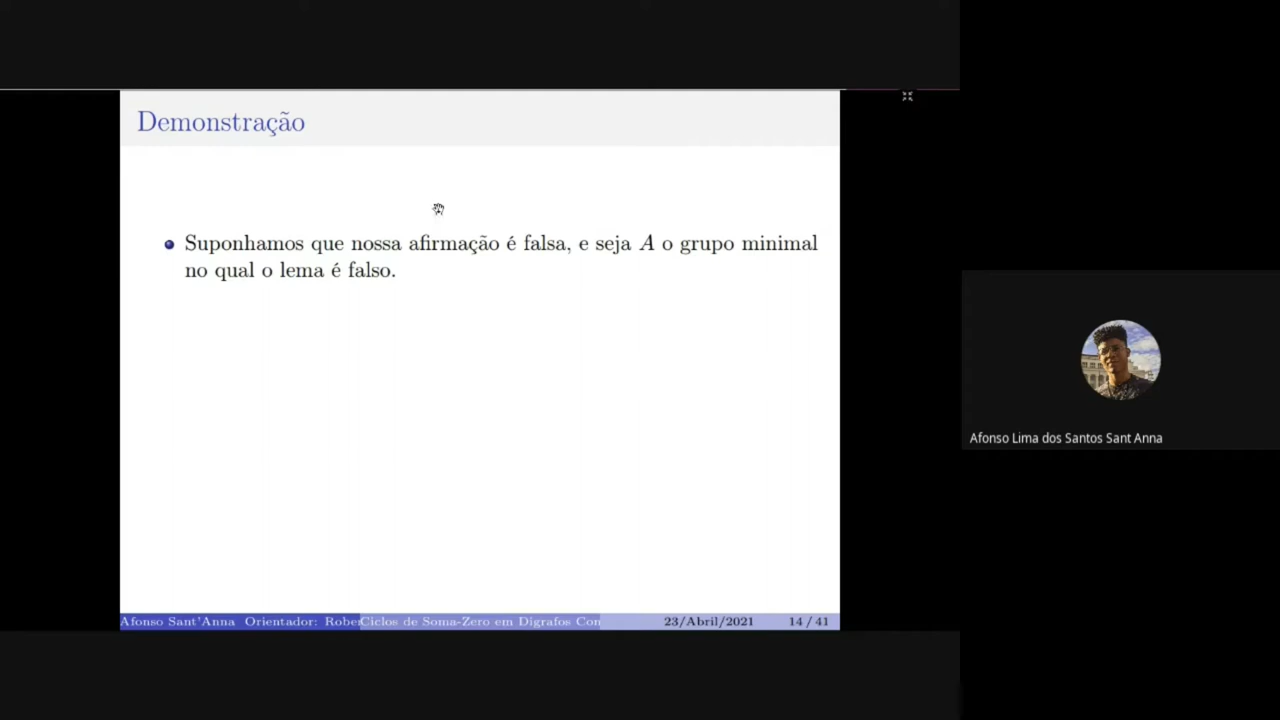 Demonstração
Suponhamos que nossa afirmação é falsa, e seja A o grupo minimal
no qual o lema é falso.
Afonso Lima dos Santos Sant Anna
Afonso Sant'Anna Orientador: Rober Ciclos de Soma-Zero em Digrafos Con 23/Abril/2021 14 / 41